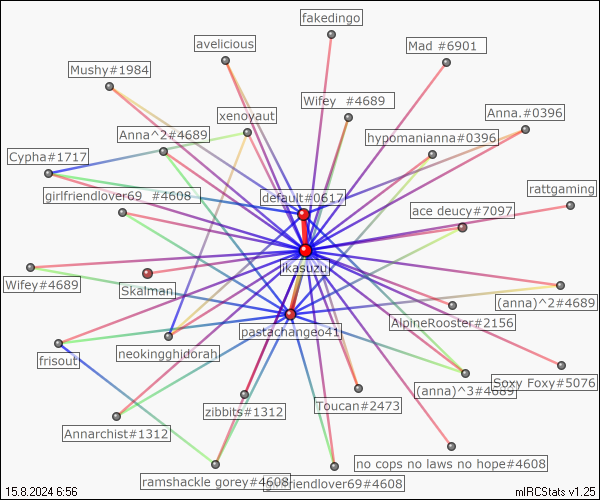 fakedingo
avelicious
Mad #6901
Mushy#1984
Wifey #4689
xenoyaut
Anna.#0396
Anna^2#4689
hypomanianna#0396
Cypha#1717
rattgaming
girlfriendlover69 #4608
default#0617
ace deucy#7097
ikasuzu
Wifey#4689
Skalman
(anna)^2#4689
AlpineRooster#2156
pastachangeo41
frisout
neokingghidorah
Soxy Foxy#5076
(anna)^3#4689
Toucan#2473
zibbits#1312
Annarchist#1312
no cops no laws no hope#4608
ramshackle gorey#4608
girlfriendlover69#4608
15.8.2024 6:56
mIRCStats v1.25